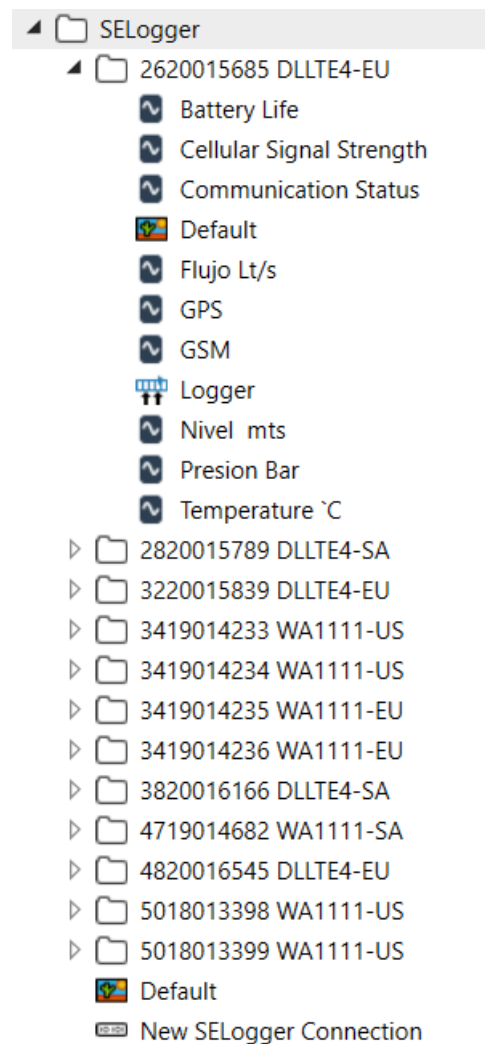 SELogger
2620015685 DLLTE4-EU
Battery Life
Cellular Signal Strength
Communication Status
Default
Flujo Lt/s
GPS
GSM
Logger
Nivel  mts
Presion Bar
Temperature `C
2820015789 DLLTE4-SA
3220015839 DLLTE4-EU
3419014233 WA1111-US
3419014234 WA1111-US
3419014235 WA1111-EU
3419014236 WA1111-EU
3820016166 DLLTE4-SA
4719014682 WA1111-SA
4820016545 DLLTE4-EU
5018013398 WA1111-US
5018013399 WA1111-US
Default
New SELogger Connection